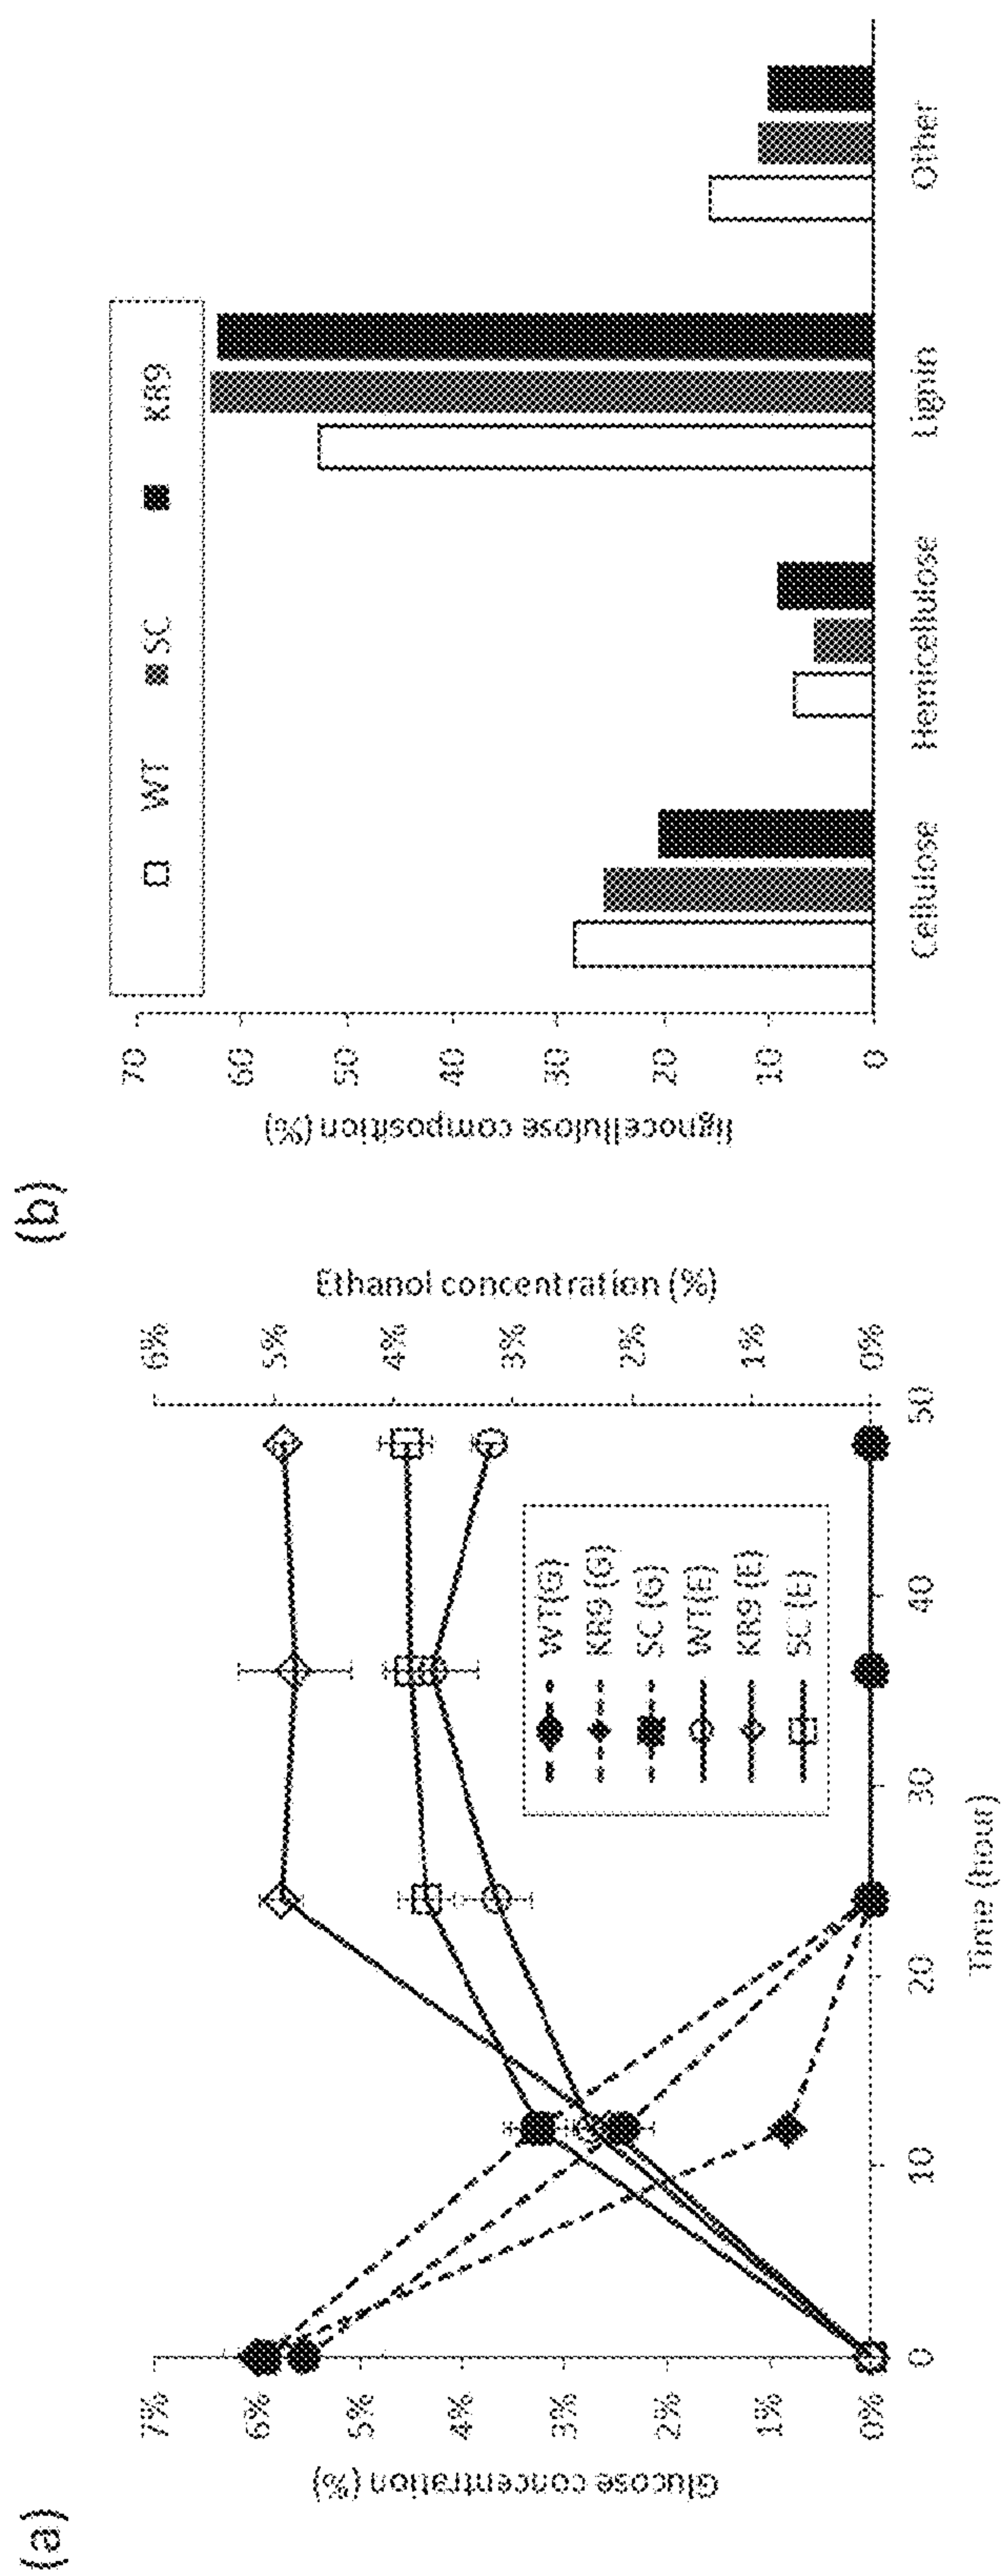 (a)
Glucose concentration (%)
7%
6%
5%
4%
3%
2%
1%
0%
0
10
20
30
40
50
Time (hour)
WT(G)
KR9 (G)
SC (G)
WT(E)
KR9 (E)
SC (E)
6%
5%
4%
3%
2%
1%
0%
Ethanol concentration (%)
(b)
lignocellulose composition (%)
70
60
50
40
30
20
10
0
WT SC KR9
Cellulose Hemicellulose Lignin Other